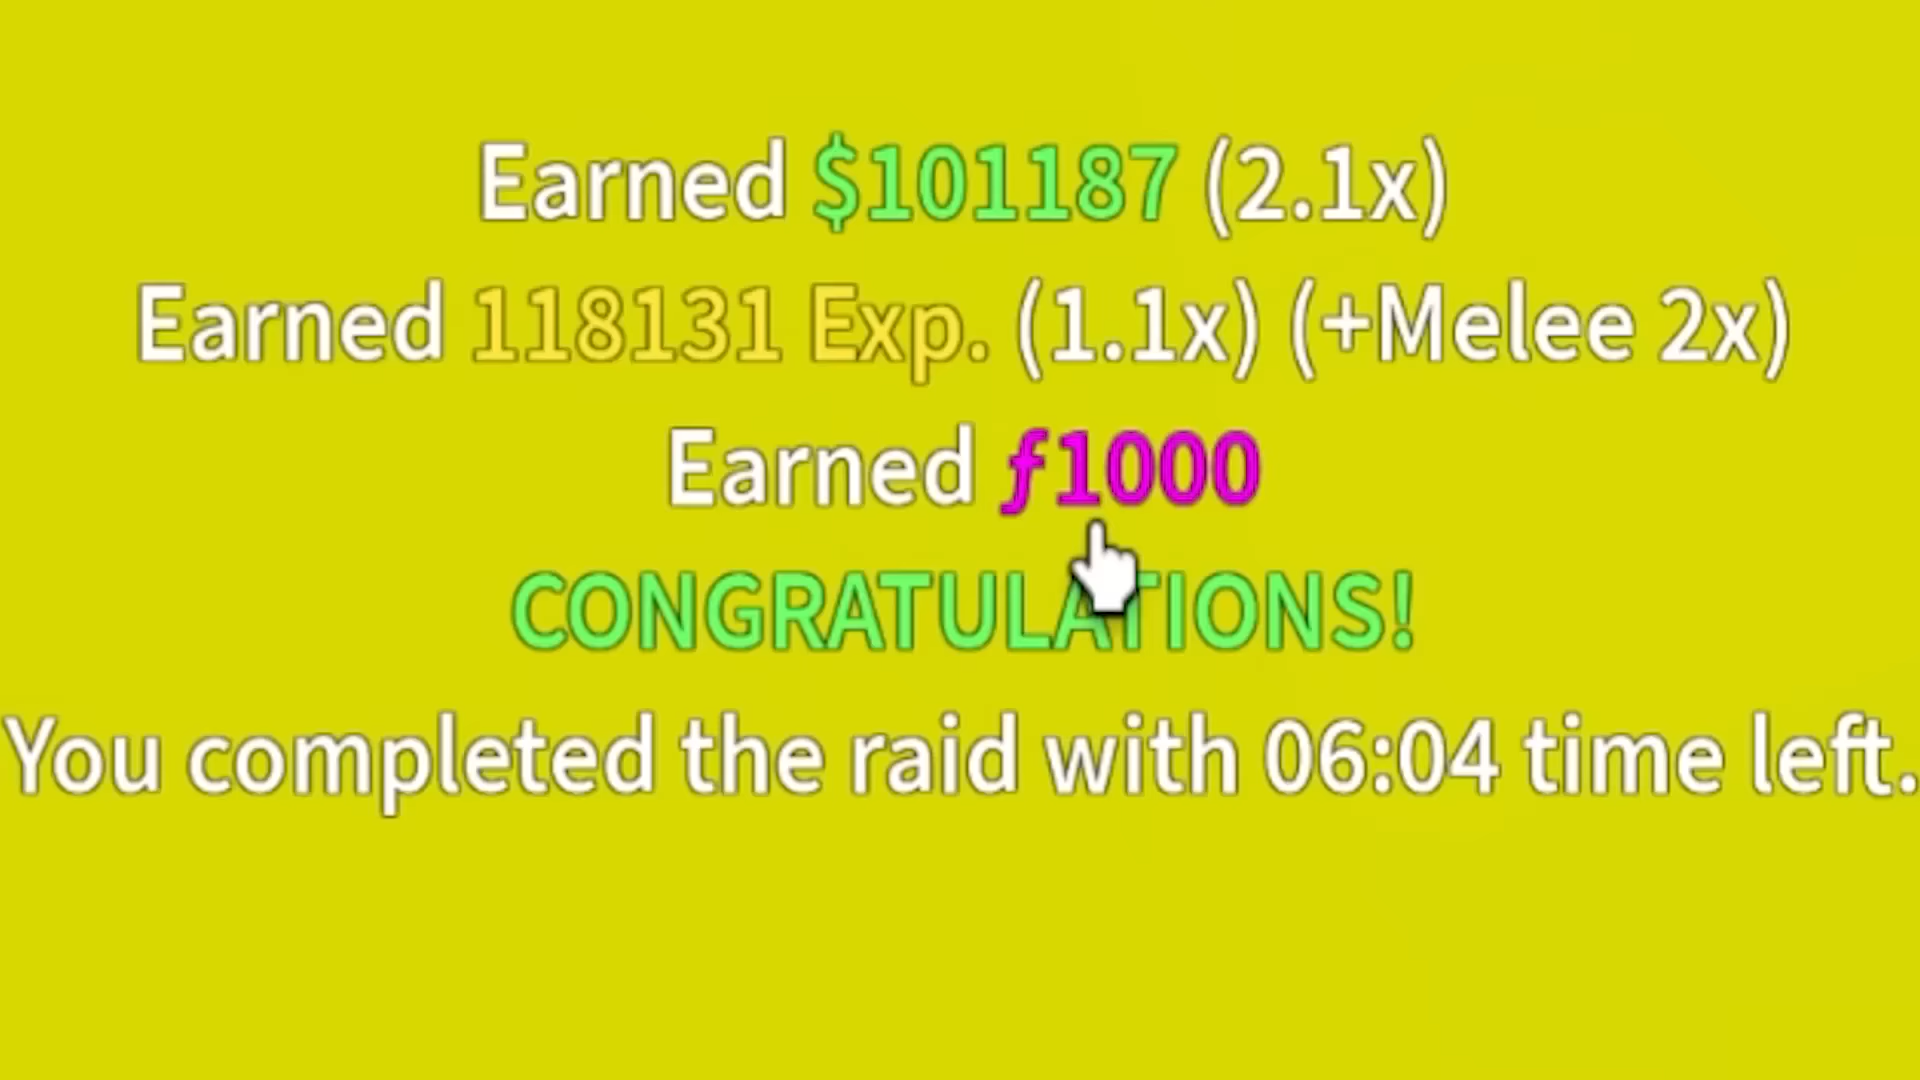 Earned $101187 (2.1x)
Earned 118131 Exp. (1.1x) (+Melee 2x)
Earned ƒ1000
CONGRATULATIONS!
You completed the raid with 06:04 time left.